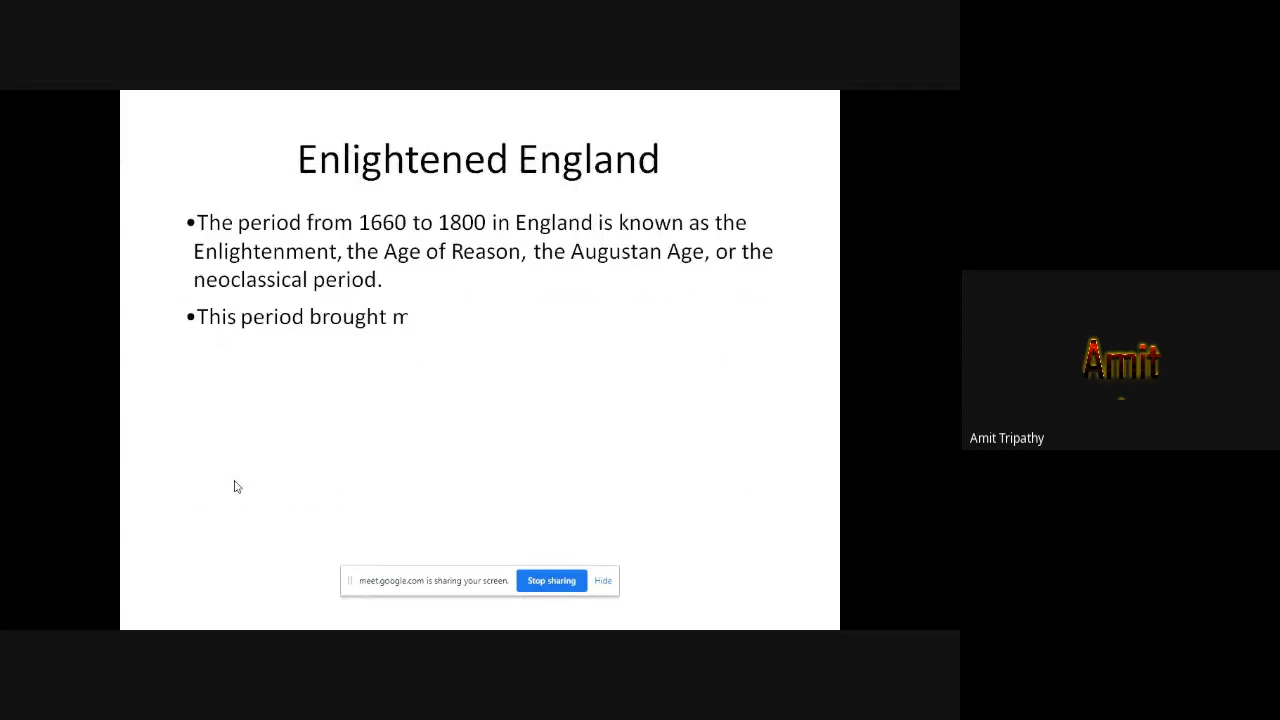 Enlightened England
•The period from 1660 to 1800 in England is known as the
Enlightenment, the Age of Reason, the Augustan Age, or the
neoclassical period.
•This period brought m
meet.google.com is sharing your screen. Stop sharing Hide
Amit
Amit Tripathy